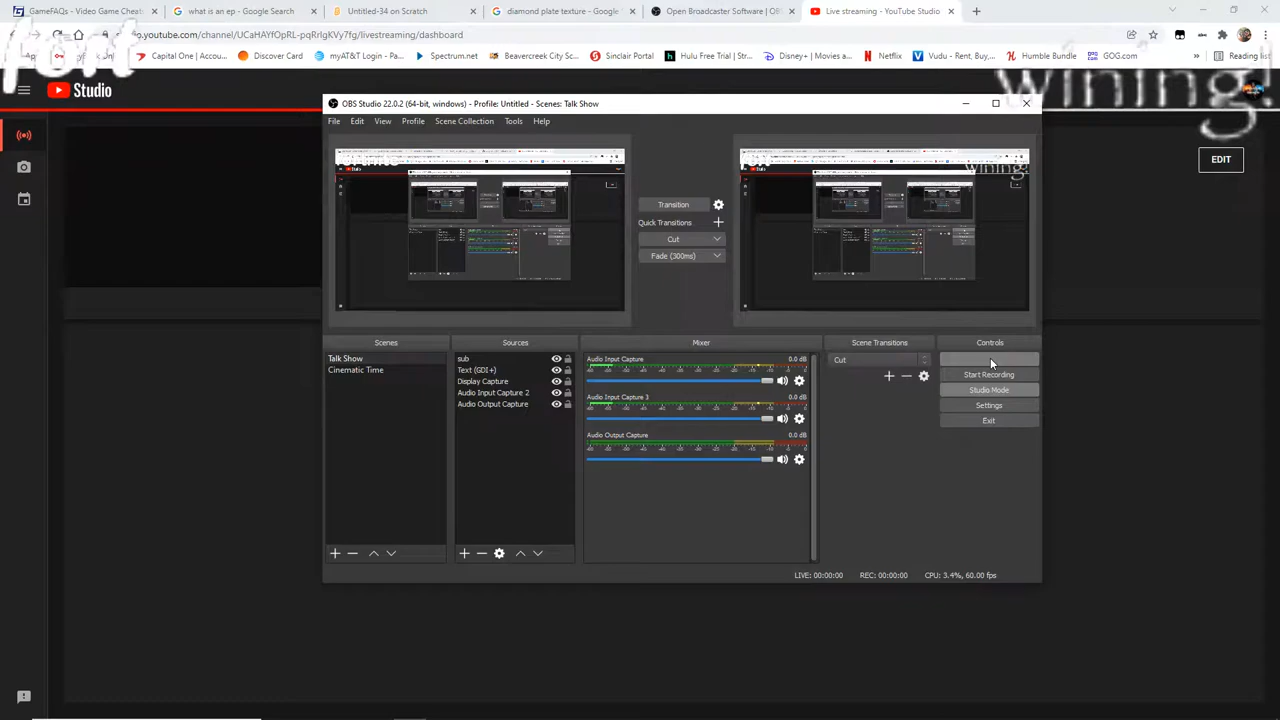 GameFAQs - Video Game Cheat
what is an ep - Google Search
Untitled-34 on Scratch
diamond plate texture - Google
Open Broadcaster Software | O
Live streaming - YouTube Studio
.youtube.com/channel/UCaHAYfOpbRL-pqRrIgKVy7fg/livestreaming/dashboard
Capital One (Accou...
Discover Card
myAT&T Login - Pa...
Spectrum.net
Beavercreek City S...
Sinclair Portal
Hulu Free Trial | W...
Disney+ | Movies a...
Netflix
Vudu - Rent, Buy,...
Humble Bundle
GOG.com
»
Reading list
font
wining!
Studio
EDIT
OBS Studio 22.0.2 (64-bit, windows) - Profile: Untitled - Scenes: Talk Show
File Edit View Profile Scene Collection Tools Help
wining!
Transition
Quick Transitions
Cut
Fade (300ms)
Scenes
Sources
Mixer
Scene Transitions
Controls
Talk Show
Cinematic Time
sub
Text (GDI+)
Display Capture
Audio Input Capture 2
Audio Output Capture
Audio Input Capture 0.0 dB
Audio Input Capture 3 0.0 dB
Audio Output Capture 0.0 dB
Cut
Start Recording
Studio Mode
Settings
Exit
LIVE: 00:00:00 REC: 00:00:00 CPU: 3.4%, 60.00 fps